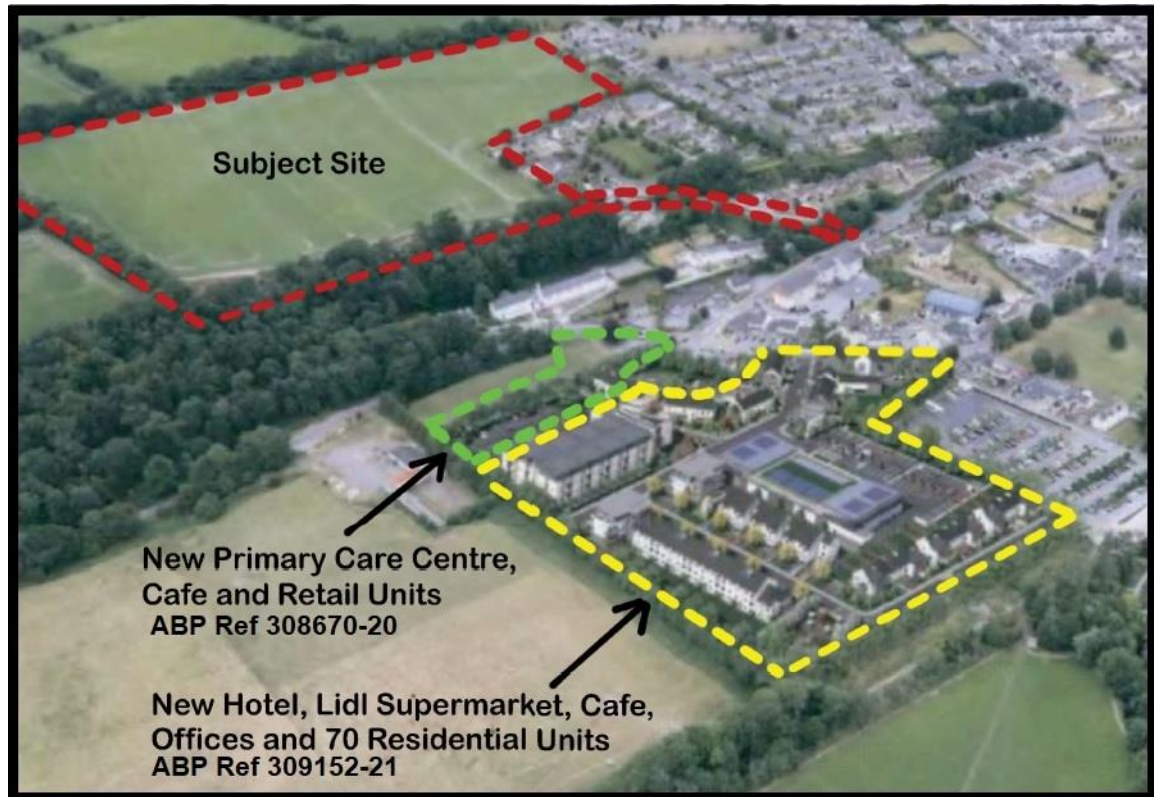 Subject Site
New Primary Care Centre,
Cafe and Retail Units
ABP Ref 308670-20
New Hotel, Lidl Supermarket, Cafe,
Offices and 70 Residential Units
ABP Ref 309152-21